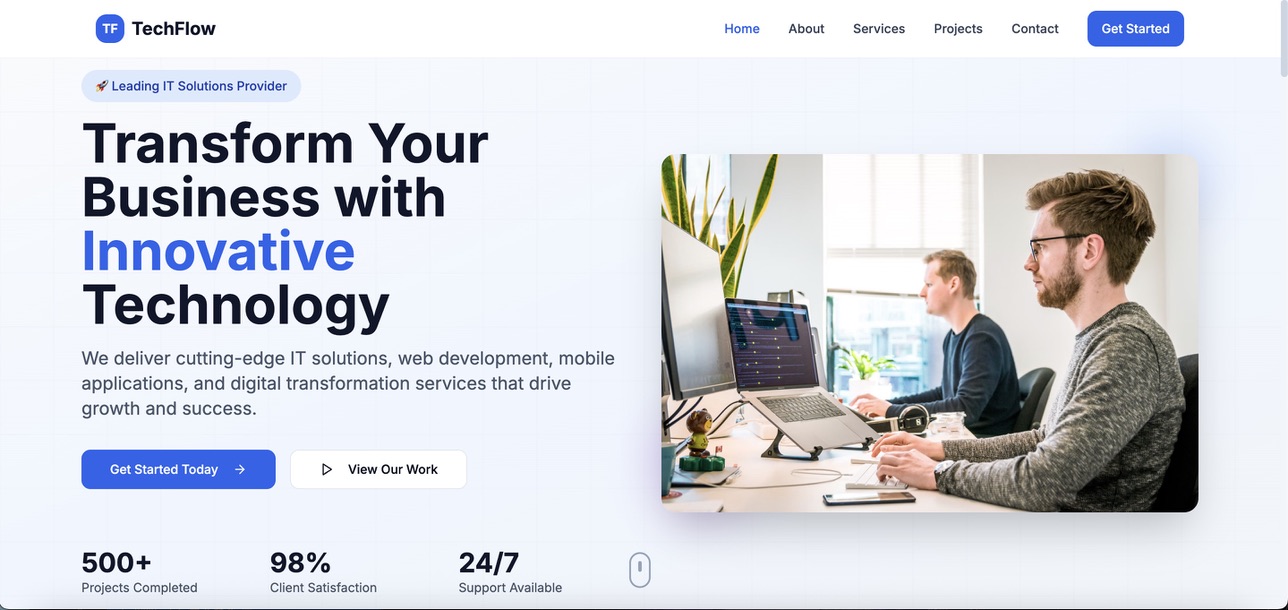 TF TechFlow
Home About Services Projects Contact Get Started
🚀 Leading IT Solutions Provider
Transform Your
Business with
Innovative
Technology
We deliver cutting-edge IT solutions, web development, mobile
applications, and digital transformation services that drive
growth and success.
Get Started Today → View Our Work
500+ 98% 24/7
Projects Completed Client Satisfaction Support Available